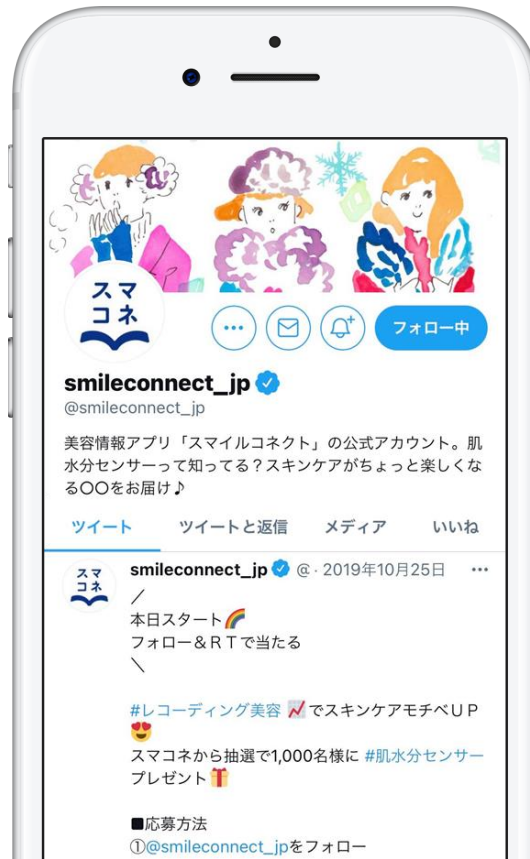 スマ
コネ
フォロー中
smileconnect_jp
@smileconnect_jp
美容情報アプリ「スマイルコネクト」の公式アカウント。肌
水分センサーって知ってる？スキンケアがちょっと楽しくな
る〇〇をお届け♪
ツイート ツイートと返信 メディア いいね
スマ
コネ
smileconnect_jp @ · 2019年10月25日 …
／
本日スタート🌈
フォロー＆ＲＴで当たる
＼
#レコーディング美容 📈でスキンケアモチベＵＰ
😍
スマコネから抽選で1,000名様に #肌水分センサー
プレゼント🎁
■応募方法
①@smileconnect_jpをフォロー